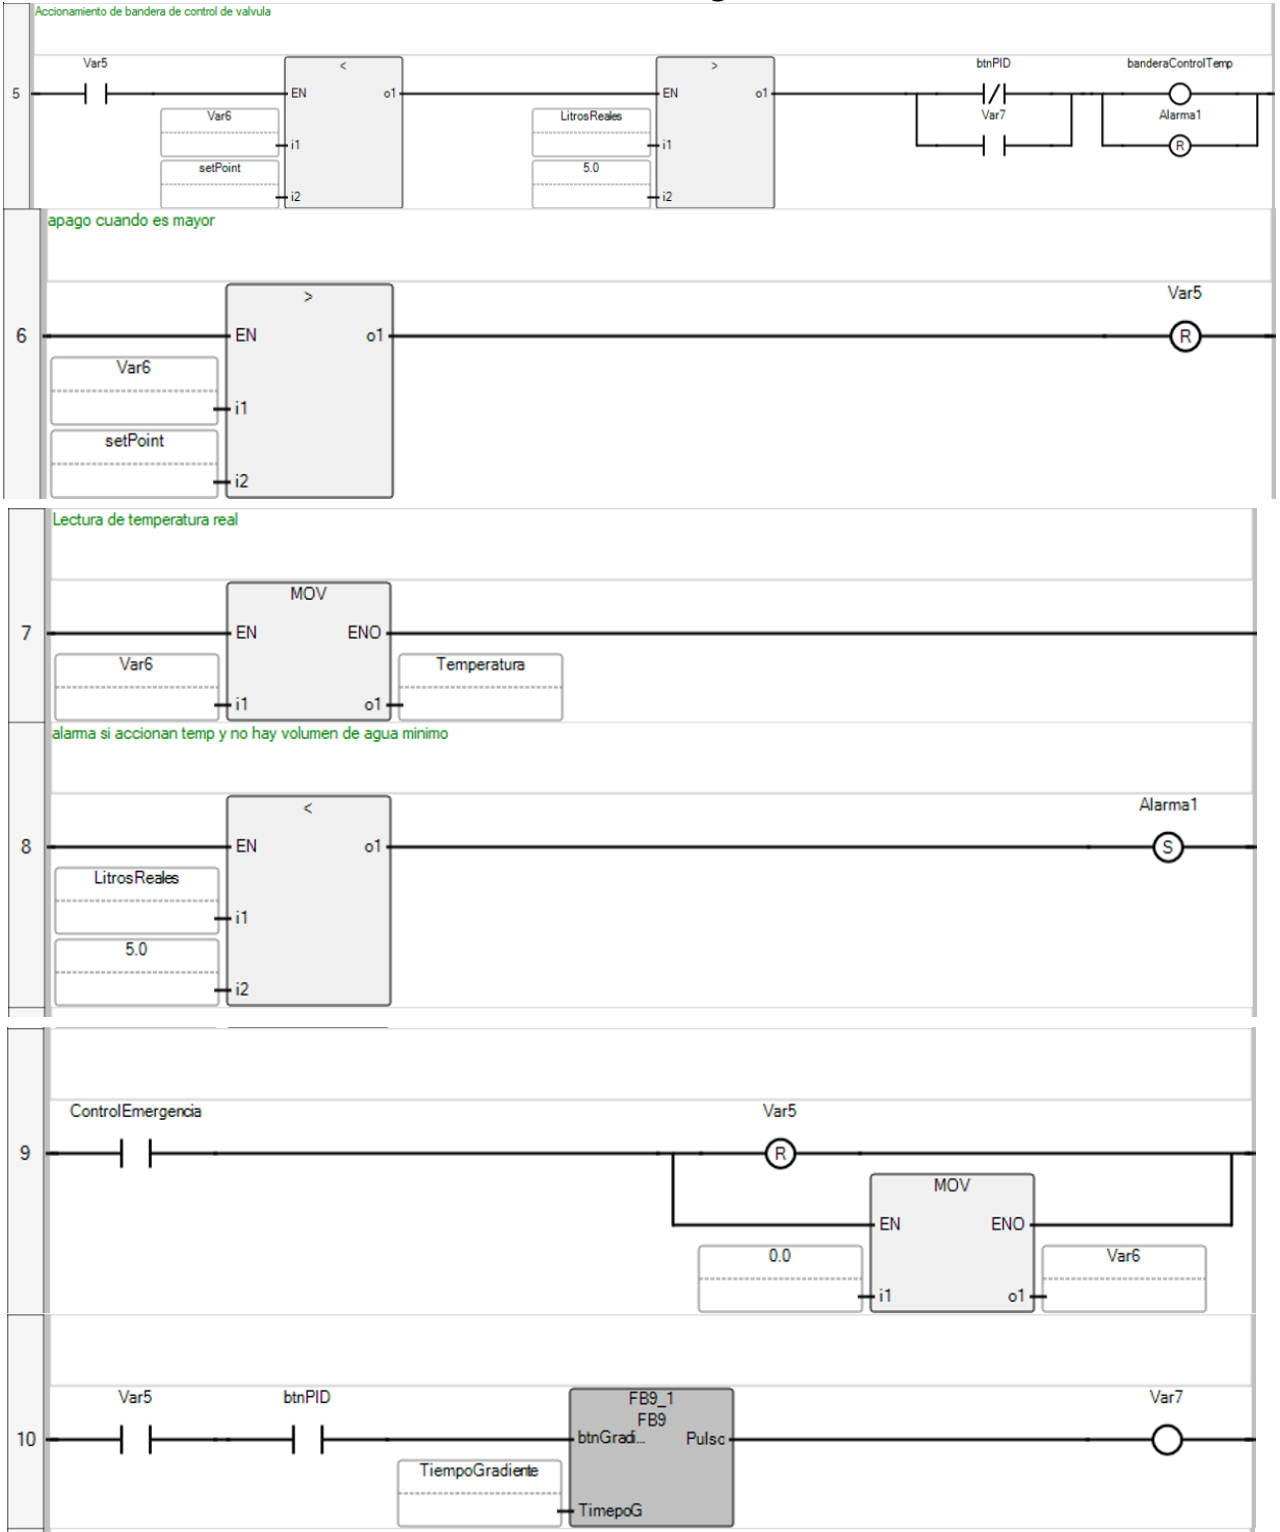 Accionamiento de bandera de control de valvula
5
Var5
<
EN o1
Var6
i1
setPoint
i2
>
EN o1
LitrosReales
i1
5.0
i2
btnPID
Var7
banderaControlTemp
Alarma1
R
apago cuando es mayor
6
>
EN o1
Var6
i1
setPoint
i2
Var5
R
Lectura de temperatura real
7
MOV
EN ENO
Var6
i1 o1
Temperatura
alarma si accionan temp y no hay volumen de agua minimo
8
<
EN o1
LitrosReales
i1
5.0
i2
Alarma1
S
9
ControlEmergencia
Var5
R
MOV
EN ENO
0.0
i1 o1
Var6
10
Var5
btnPID
FB9_1
FB9
btnGradi... Pulsc
TiempoGradiente
TimepoG
Var7